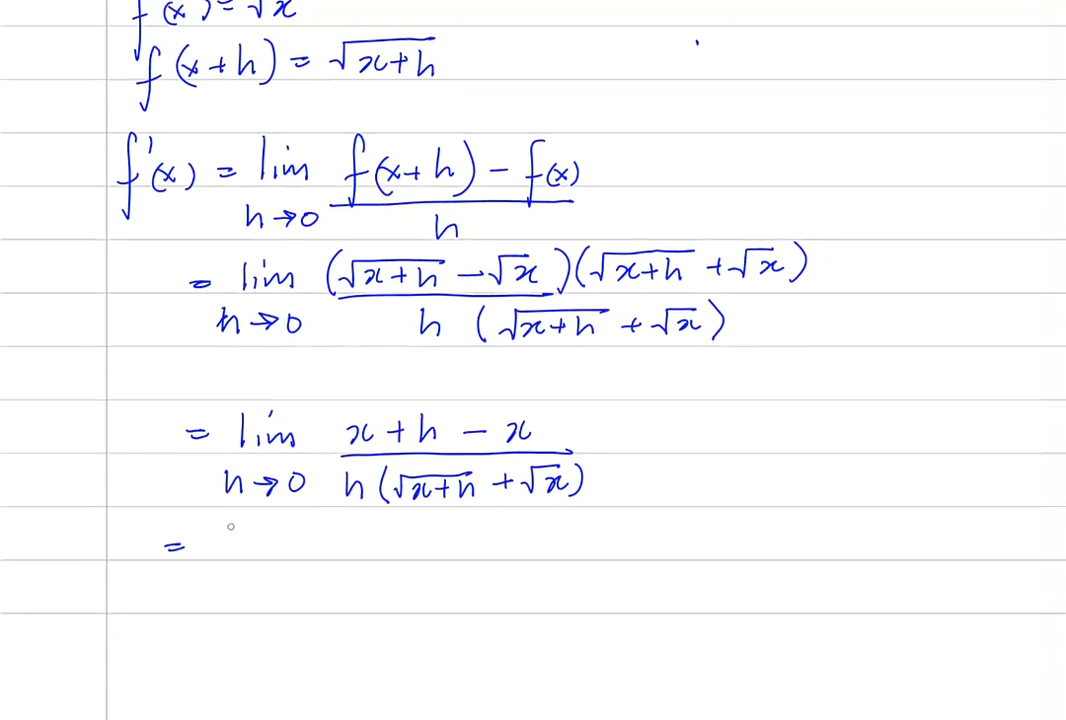 f(x) = √x
f(x+h) = √x+h
f'(x) = lim h→0 f(x+h) - f(x) / h
= lim h→0 (√x+h - √x)(√x+h + √x) / h (√x+h + √x)
= lim h→0 x+h - x / h(√x+h + √x)
=